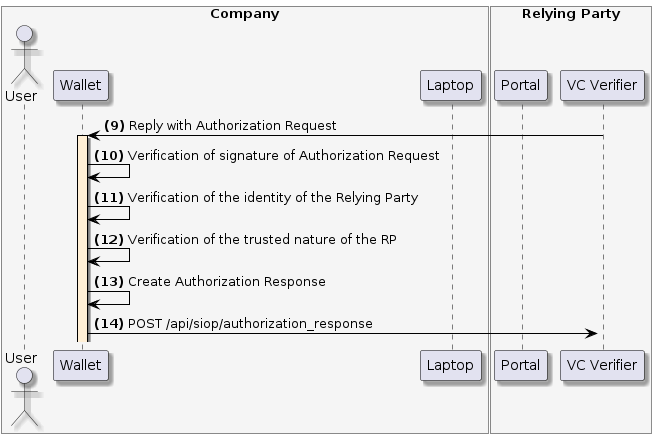 Company
Relying Party
User
Wallet
Laptop
Portal
VC Verifier
(9) Reply with Authorization Request
(10) Verification of signature of Authorization Request
(11) Verification of the identity of the Relying Party
(12) Verification of the trusted nature of the RP
(13) Create Authorization Response
(14) POST /api/siop/authorization_response
User
Wallet
Laptop
Portal
VC Verifier